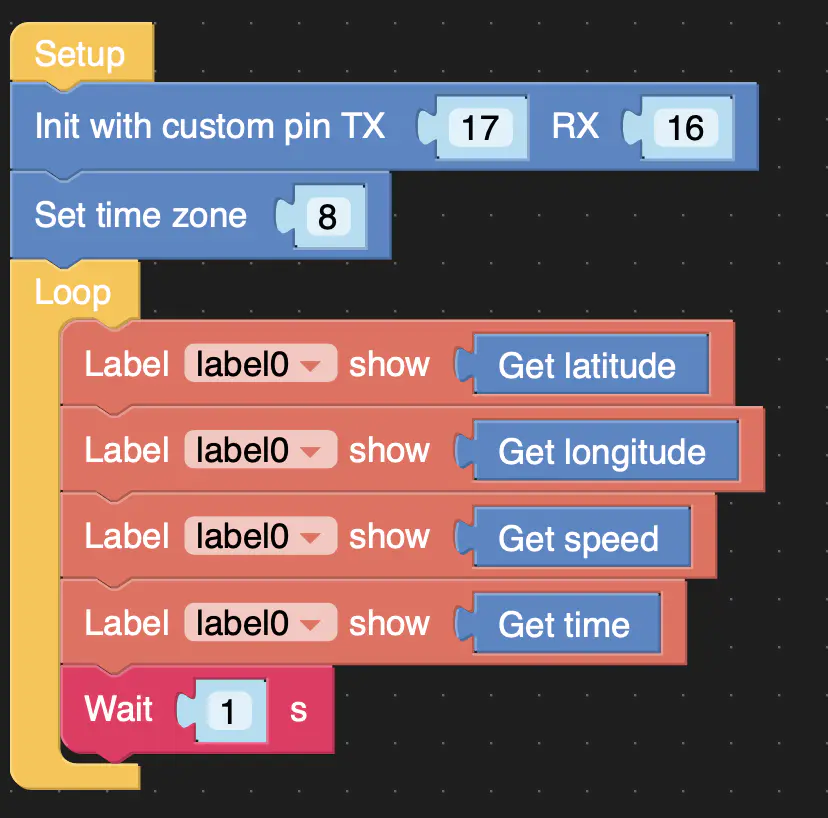 Setup
Init with custom pin TX 17 RX 16
Set time zone 8
Loop
Label label0 show Get latitude
Label label0 show Get longitude
Label label0 show Get speed
Label label0 show Get time
Wait 1 s